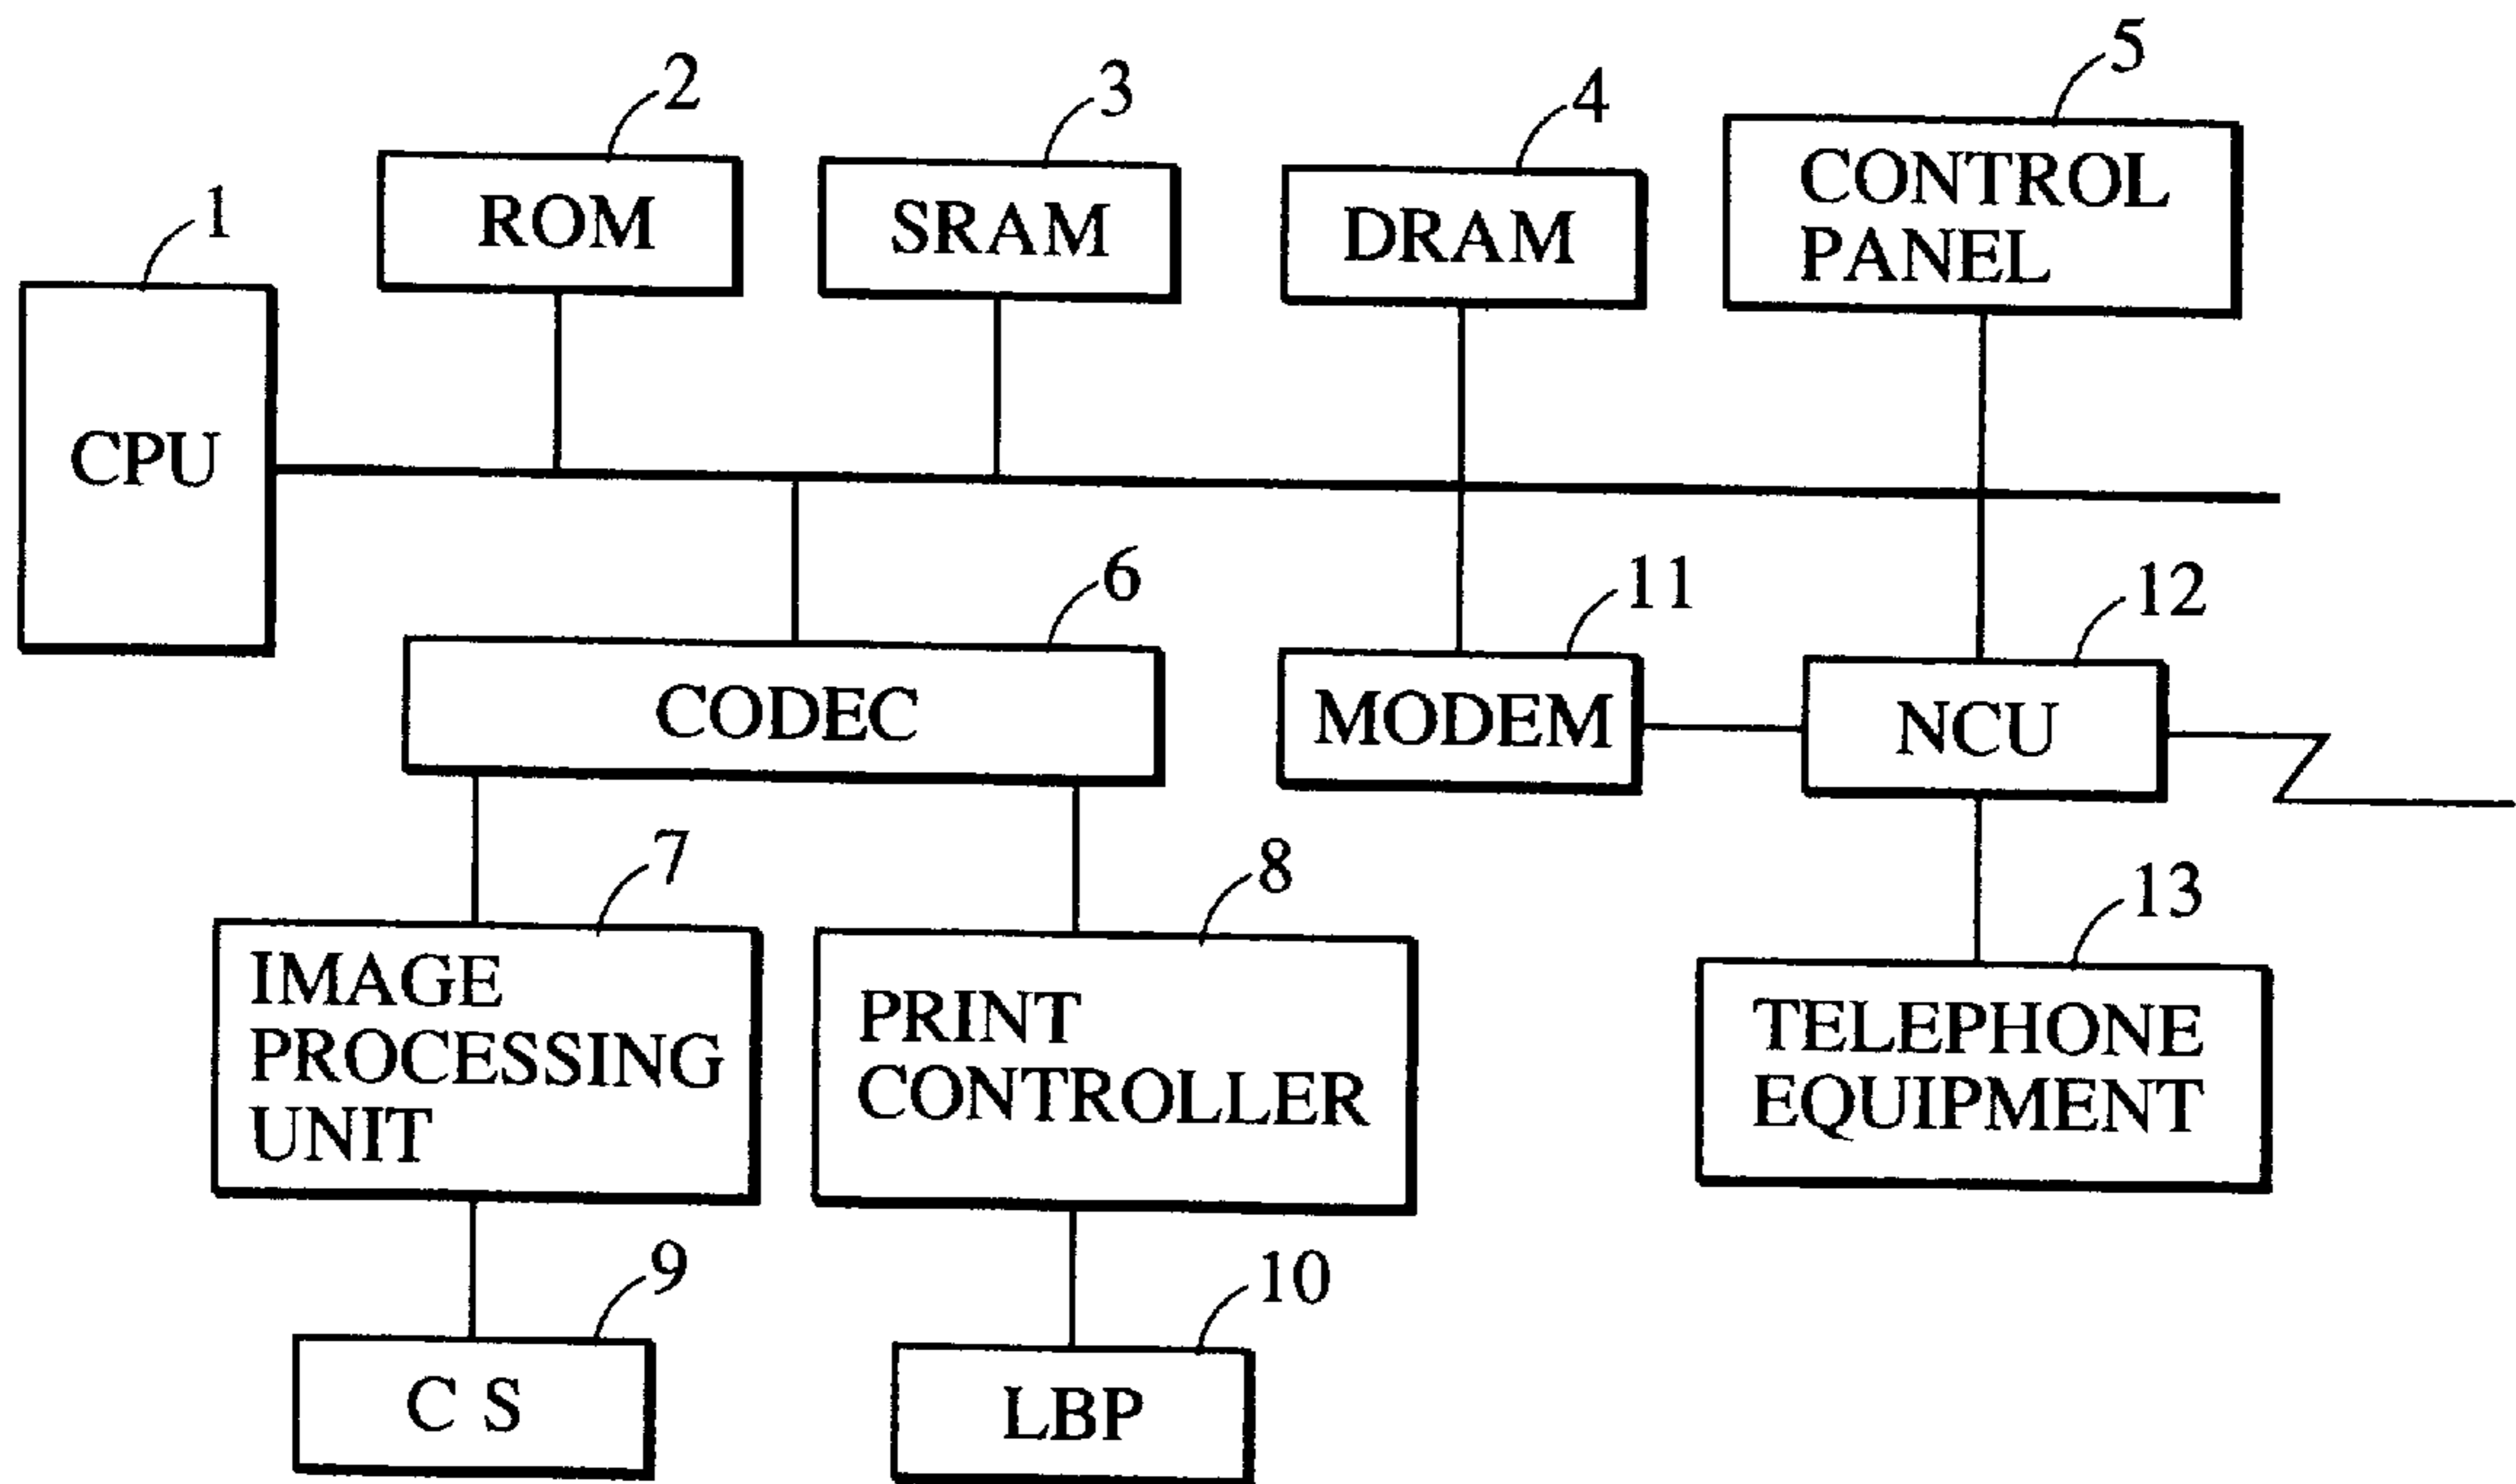 5
2
3
4
CONTROL
PANEL
1
ROM
SRAM
DRAM
CPU
6
11
12
CODEC
MODEM
NCU
7
8
13
IMAGE
PROCESSING
UNIT
PRINT
CONTROLLER
TELEPHONE
EQUIPMENT
9
10
C S
LBP